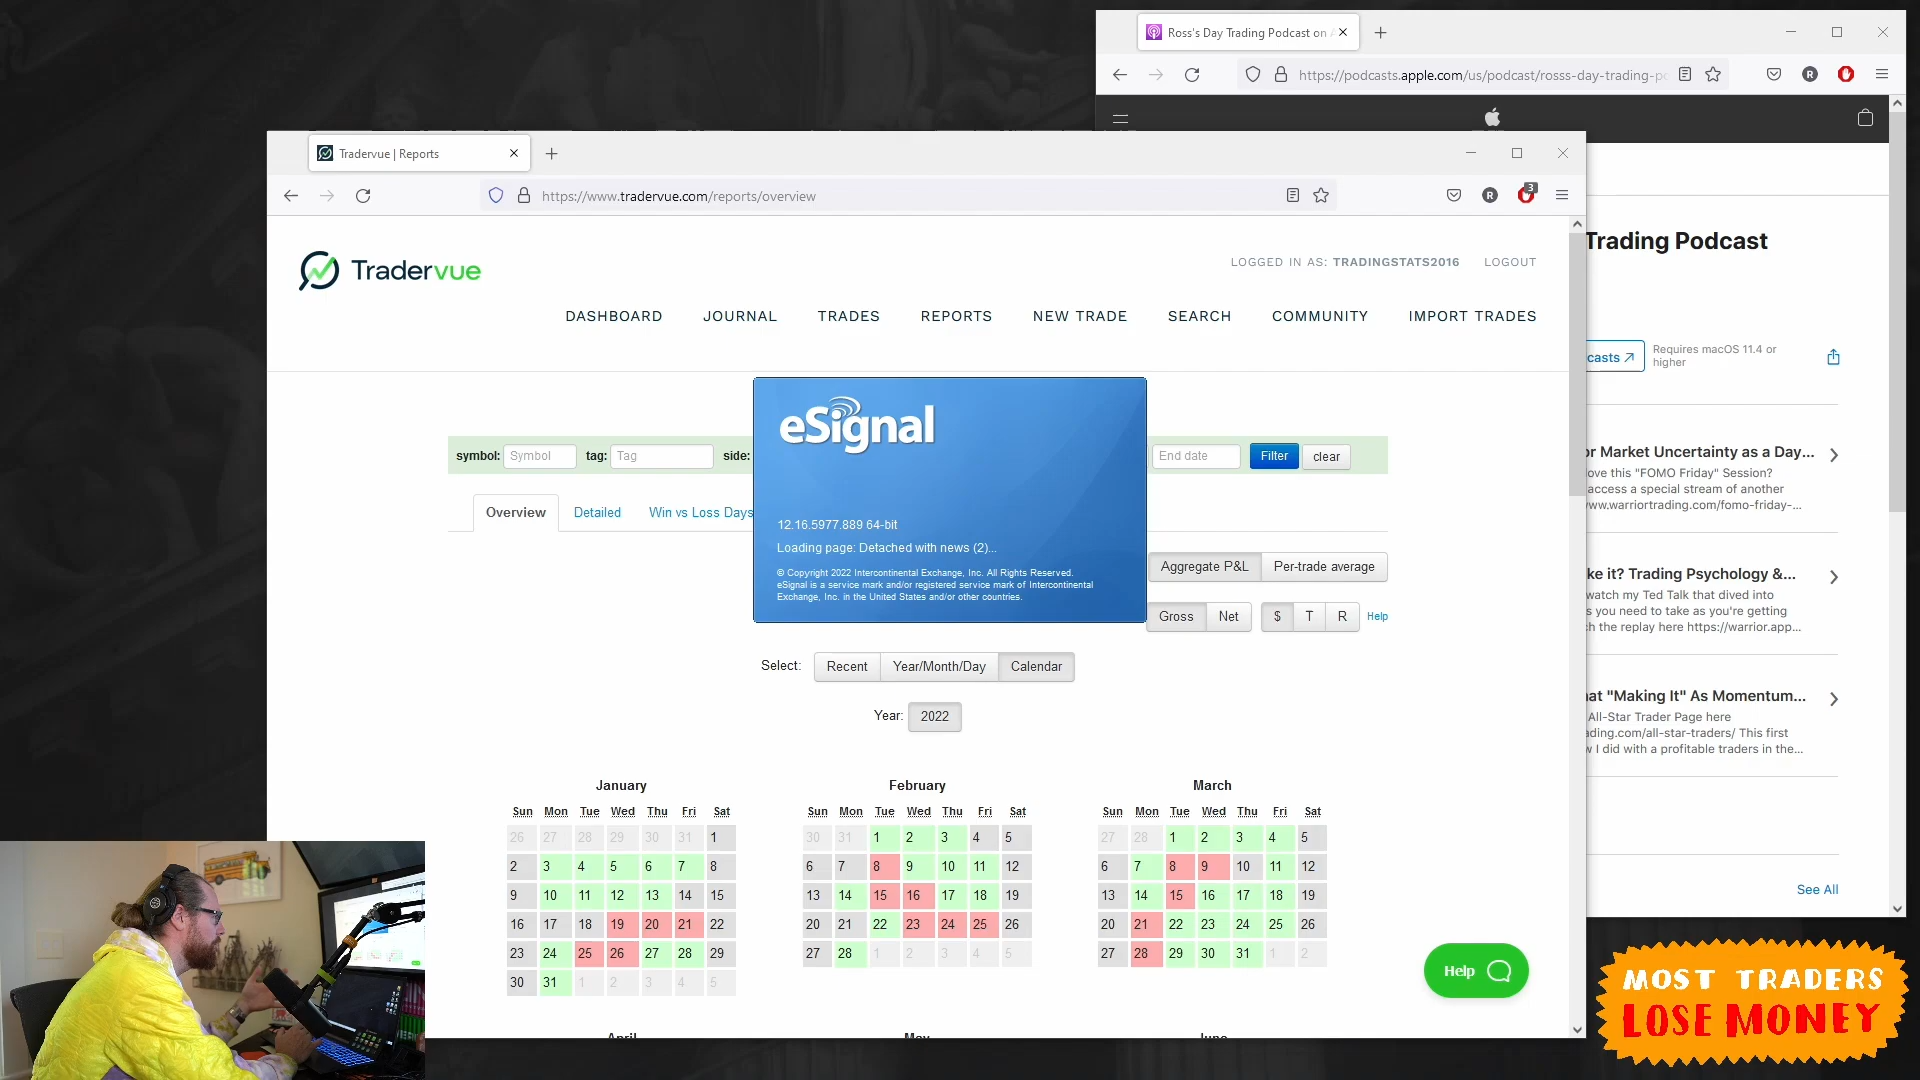 Ross's Day Trading Podcast on
https://podcasts.apple.com/us/podcast/rosss-day-trading-p
Tradervue | Reports
https://www.tradervue.com/reports/overview
3
Tradervue
LOGGED IN AS: TRADINGSTATS2016 LOGOUT
DASHBOARD JOURNAL TRADES REPORTS NEW TRADE SEARCH COMMUNITY IMPORT TRADES
symbol: Symbol tag: Tag side: End date Filter clear
Overview Detailed Win vs Loss Days
eSignal
12.16.5977.889 64-bit
Loading page: Detached with news (2)...
© Copyright 2022 Intercontinental Exchange, Inc. All Rights Reserved.
eSignal is a service mark and/or registered service mark of Intercontinental
Exchange, Inc. in the United States and/or other countries.
Aggregate P&L Per-trade average
Gross Net $ T R Help
Select: Recent Year/Month/Day Calendar
Year: 2022
January
Sun Mon Tue Wed Thu Fri Sat
26 27 28 29 30 31 1
2 3 4 5 6 7 8
9 10 11 12 13 14 15
16 17 18 19 20 21 22
23 24 25 26 27 28 29
30 31 1 2 3 4 5
February
Sun Mon Tue Wed Thu Fri Sat
30 31 1 2 3 4 5
6 7 8 9 10 11 12
13 14 15 16 17 18 19
20 21 22 23 24 25 26
27 28 1 2 3 4 5
March
Sun Mon Tue Wed Thu Fri Sat
27 28 1 2 3 4 5
6 7 8 9 10 11 12
13 14 15 16 17 18 19
20 21 22 23 24 25 26
27 28 29 30 31 1 2
Help
Trading Podcast
casts ↗
Requires macOS 11.4 or
higher
or Market Uncertainty as a Day...
love this "FOMO Friday" Session?
access a special stream of another
www.warriortrading.com/fomo-friday-...
ke it? Trading Psychology &...
watch my Ted Talk that dived into
s you need to take as you're getting
h the replay here https://warrior.app...
at "Making It" As Momentum...
All-Star Trader Page here
ading.com/all-star-traders/ This first
w I did with a profitable traders in the...
See All
MOST TRADERS
LOSE MONEY